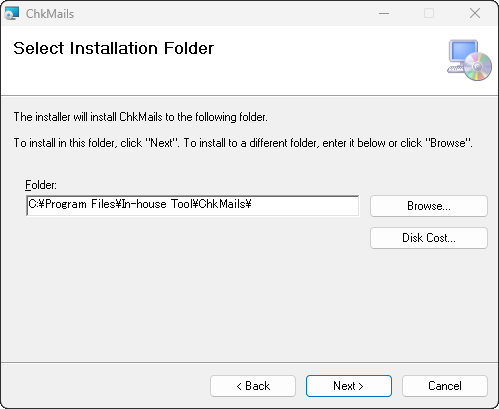 ChkMails
Select Installation Folder
The installer will install ChkMails to the following folder.
To install in this folder, click "Next". To install to a different folder, enter it below or click "Browse".
Folder:
C:¥Program Files¥In-house Tool¥ChkMails¥
Browse...
Disk Cost...
< Back
Next >
Cancel